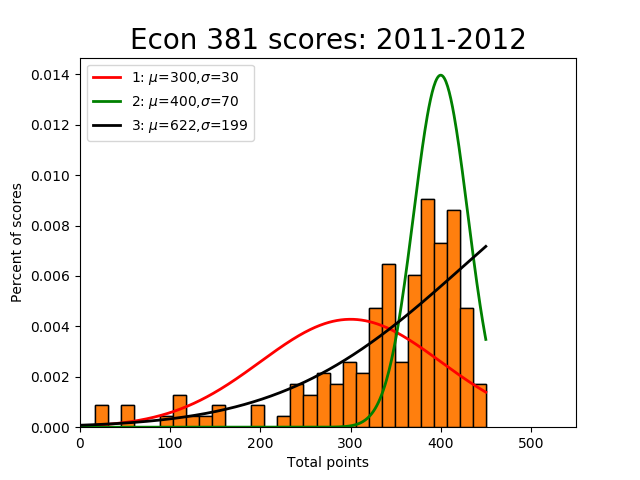 Econ 381 scores: 2011-2012
1: μ=300,σ=30
2: μ=400,σ=70
3: μ=622,σ=199
0.014
0.012
0.010
0.008
0.006
0.004
0.002
0.000
Percent of scores
0 100 200 300 400 500
Total points